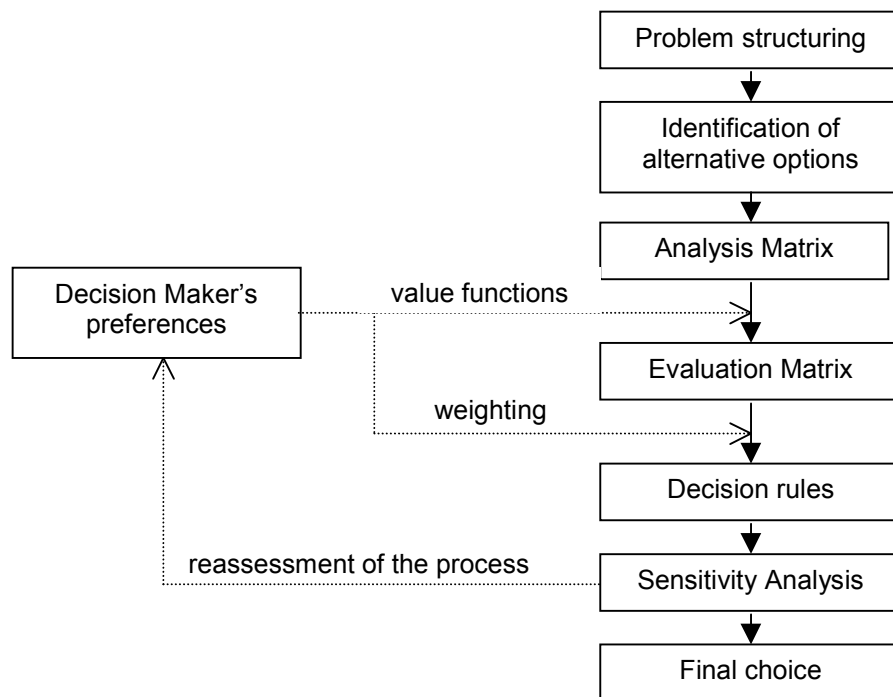 Problem structuring
Identification of
alternative options
Analysis Matrix
Decision Maker’s
preferences
value functions
Evaluation Matrix
weighting
Decision rules
reassessment of the process
Sensitivity Analysis
Final choice